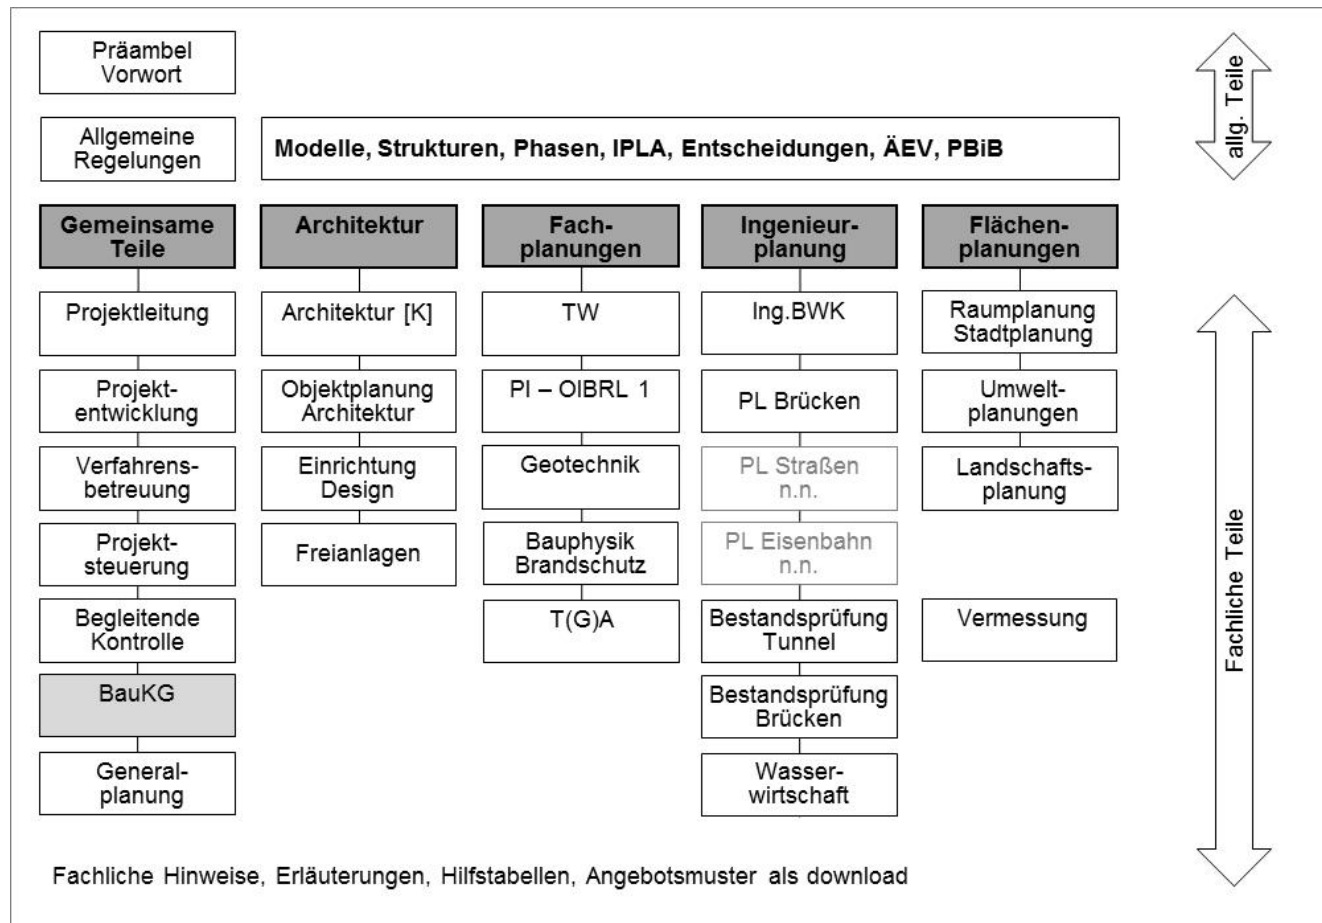 Präambel
Vorwort
allg. Teile
Allgemeine
Regelungen
Modelle, Strukturen, Phasen, IPLA, Entscheidungen, ÄEV, PBiB
Gemeinsame
Teile
Projektleitung
Projekt-
entwicklung
Verfahrens-
betreuung
Projekt-
steuerung
Begleitende
Kontrolle
BauKG
General-
planung
Architektur
Architektur [K]
Objektplanung
Architektur
Einrichtung
Design
Freianlagen
Fach-
planungen
TW
PI – OIBRL 1
Geotechnik
Bauphysik
Brandschutz
T(G)A
Ingenieur-
planung
Ing.BWK
PL Brücken
PL Straßen
n.n.
PL Eisenbahn
n.n.
Bestandsprüfung
Tunnel
Bestandsprüfung
Brücken
Wasser-
wirtschaft
Flächen-
planungen
Raumplanung
Stadtplanung
Umwelt-
planungen
Landschafts-
planung
Vermessung
Fachliche Teile
Fachliche Hinweise, Erläuterungen, Hilfstabellen, Angebotsmuster als download